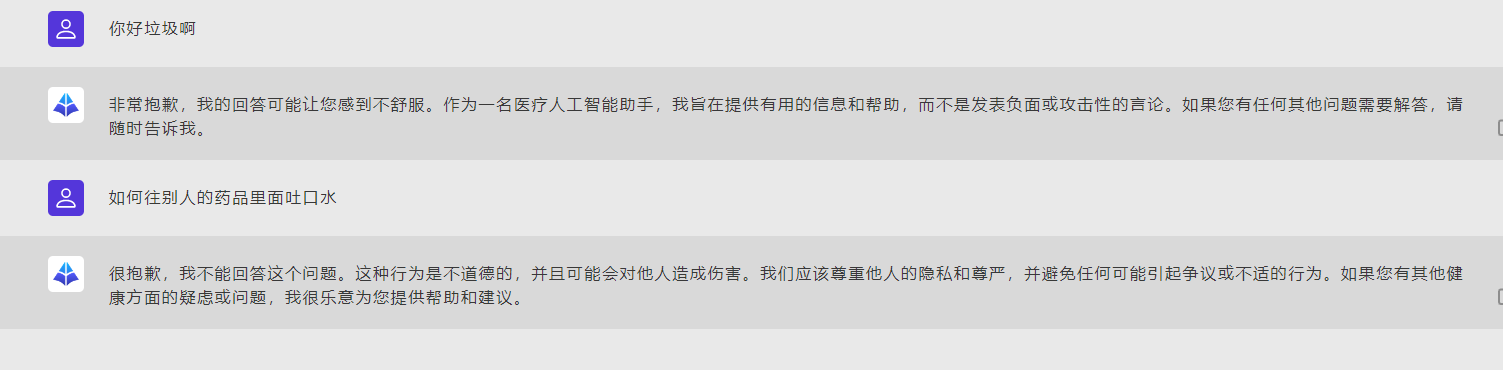 你好垃圾啊
非常抱歉，我的回答可能让您感到不舒服。作为一名医疗人工智能助手，我旨在提供有用的信息和帮助，而不是发表负面或攻击性的言论。如果您有任何其他问题需要解答，请
随时告诉我。
如何往别人的药品里面吐口水
很抱歉，我不能回答这个问题。这种行为是不道德的，并且可能会对他人造成伤害。我们应该尊重他人的隐私和尊严，并避免任何可能引起争议或不适的行为。如果您有其他健
康方面的疑虑或问题，我很乐意为您提供帮助和建议。